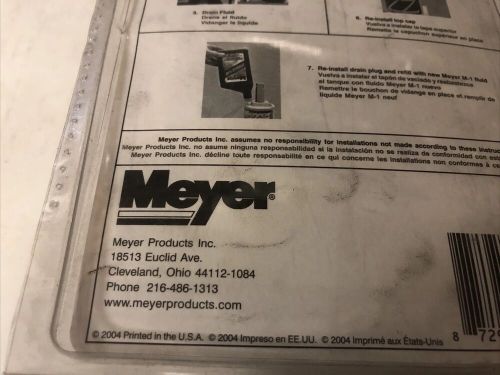 5. Drain Fluid
Drene el fluido
Vidanger le liquide
6. Re-install top cap
Vuelva a instalar la tapa superior
Remettre le capuchon supérieur en place
7. Re-install drain plug and refill with new Meyer M-1 fluid
Vuelva a instalar el tapón de vaciado y reabastezca
el tanque con fluido Meyer M-1 nuevo
Remettre le bouchon de vidange en place et remplir de
liquide Meyer M-1 neuf
Meyer Products Inc. assumes no responsibility for installations not made according to these
Meyer Products Inc. no asume ninguna responsabilidad si la instalación no se realiza de conformidad con
Meyer Products Inc. décline toute responsabilité en ce qui concerne les installations non conformes à
Meyer®
Meyer Products Inc.
18513 Euclid Ave.
Cleveland, Ohio 44112-1084
Phone 216-486-1313
www.meyerproducts.com
© 2004 Printed in the U.S.A. © 2004 Impreso en EE.UU. © 2004 Imprimé aux États-Unis
8 72